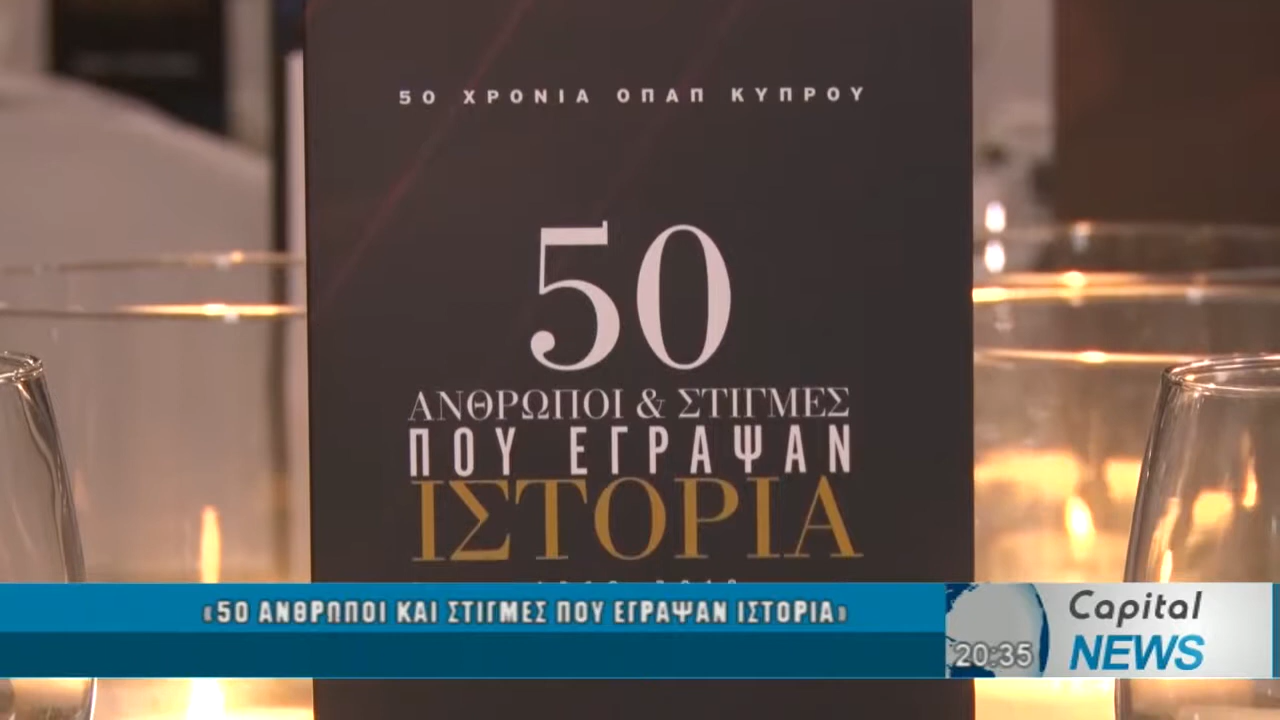 50 ΧΡΟΝΙΑ ΟΠΑΠ ΚΥΠΡΟΥ
50
ΑΝΘΡΩΠΟΙ & ΣΤΙΓΜΕΣ
ΠΟΥ ΕΓΡΑΨΑΝ
ΙΣΤΟΡΙΑ
«50 ΑΝΘΡΩΠΟΙ ΚΑΙ ΣΤΙΓΜΕΣ ΠΟΥ ΕΓΡΑΨΑΝ ΙΣΤΟΡΙΑ»
Capital
NEWS
20:35